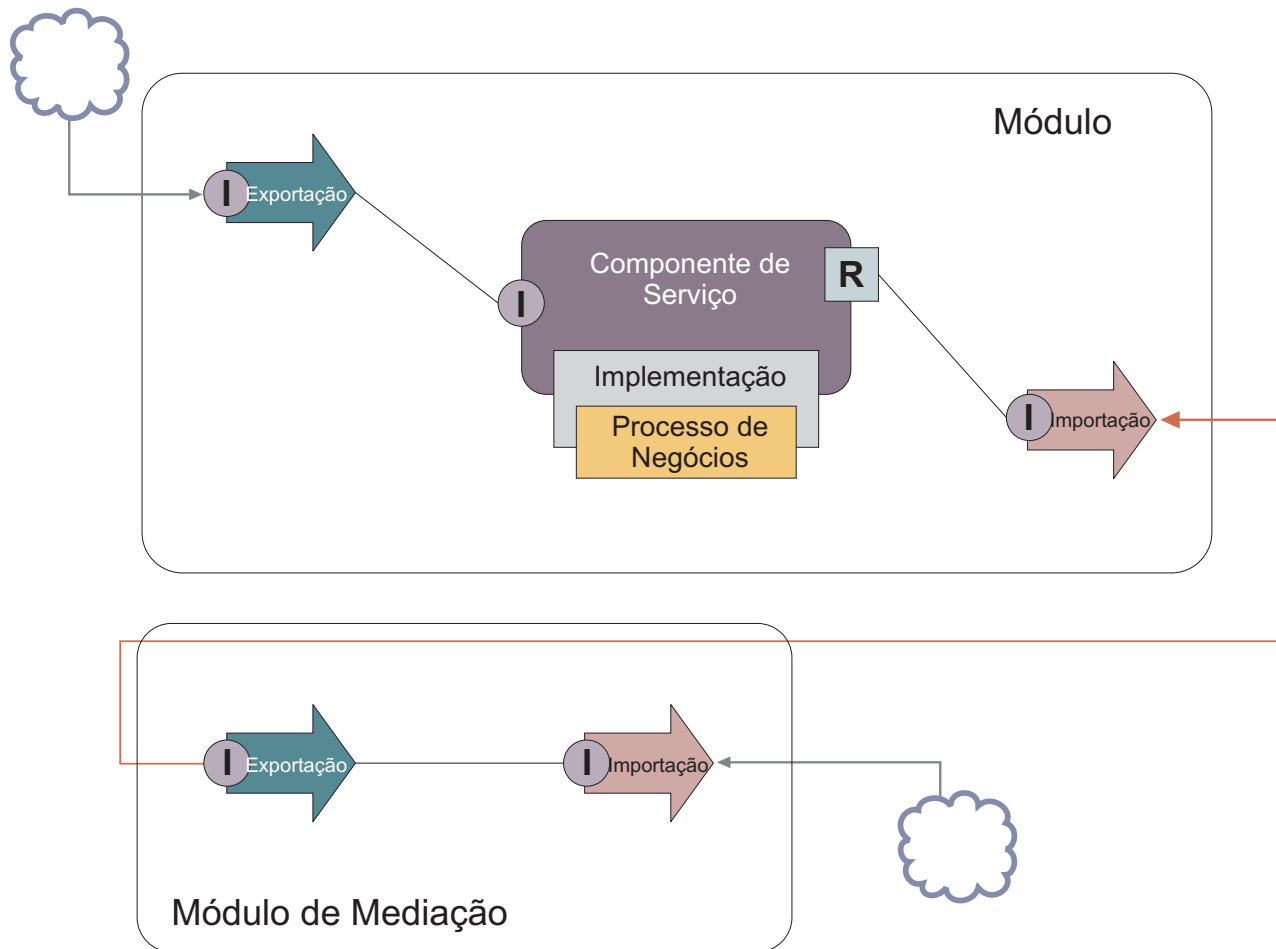 Módulo
I
Exportação
I
Componente de
Serviço
R
Implementação
Processo de
Negócios
I
Importação
I
Exportação
I
Importação
Módulo de Mediação